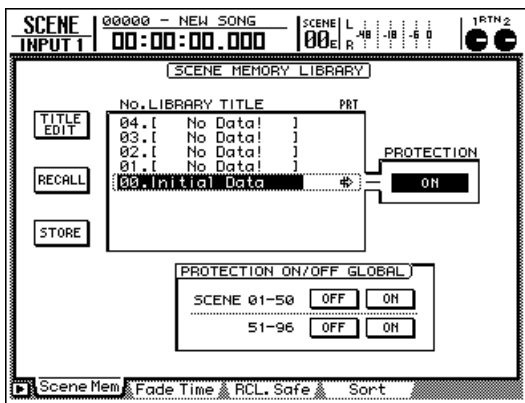 SCENE
INPUT 1
00000 - NEW SONG
00:00:00.000
SCENE
00E
L
R
-48 -18 -6 0
1RTN2
SCENE MEMORY LIBRARY
No.LIBRARY TITLE PRT
TITLE
EDIT
04.[ No Data! ]
03.[ No Data! ]
02.[ No Data! ]
01.[ No Data! ]
00.Initial Data
RECALL
STORE
PROTECTION
ON
PROTECTION ON/OFF GLOBAL
SCENE 01-50 OFF ON
51-96 OFF ON
Scene Mem Fade Time RCL. Safe Sort